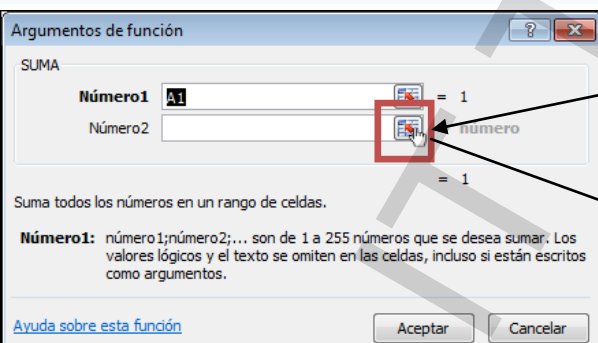 Argumentos de función
SUMA
Número1 A1 = 1
Número2 número
= 1
Suma todos los números en un rango de celdas.
Número1: número1;número2;... son de 1 a 255 números que se desea sumar. Los
valores lógicos y el texto se omiten en las celdas, incluso si están escritos
como argumentos.
Ayuda sobre esta función
Aceptar Cancelar